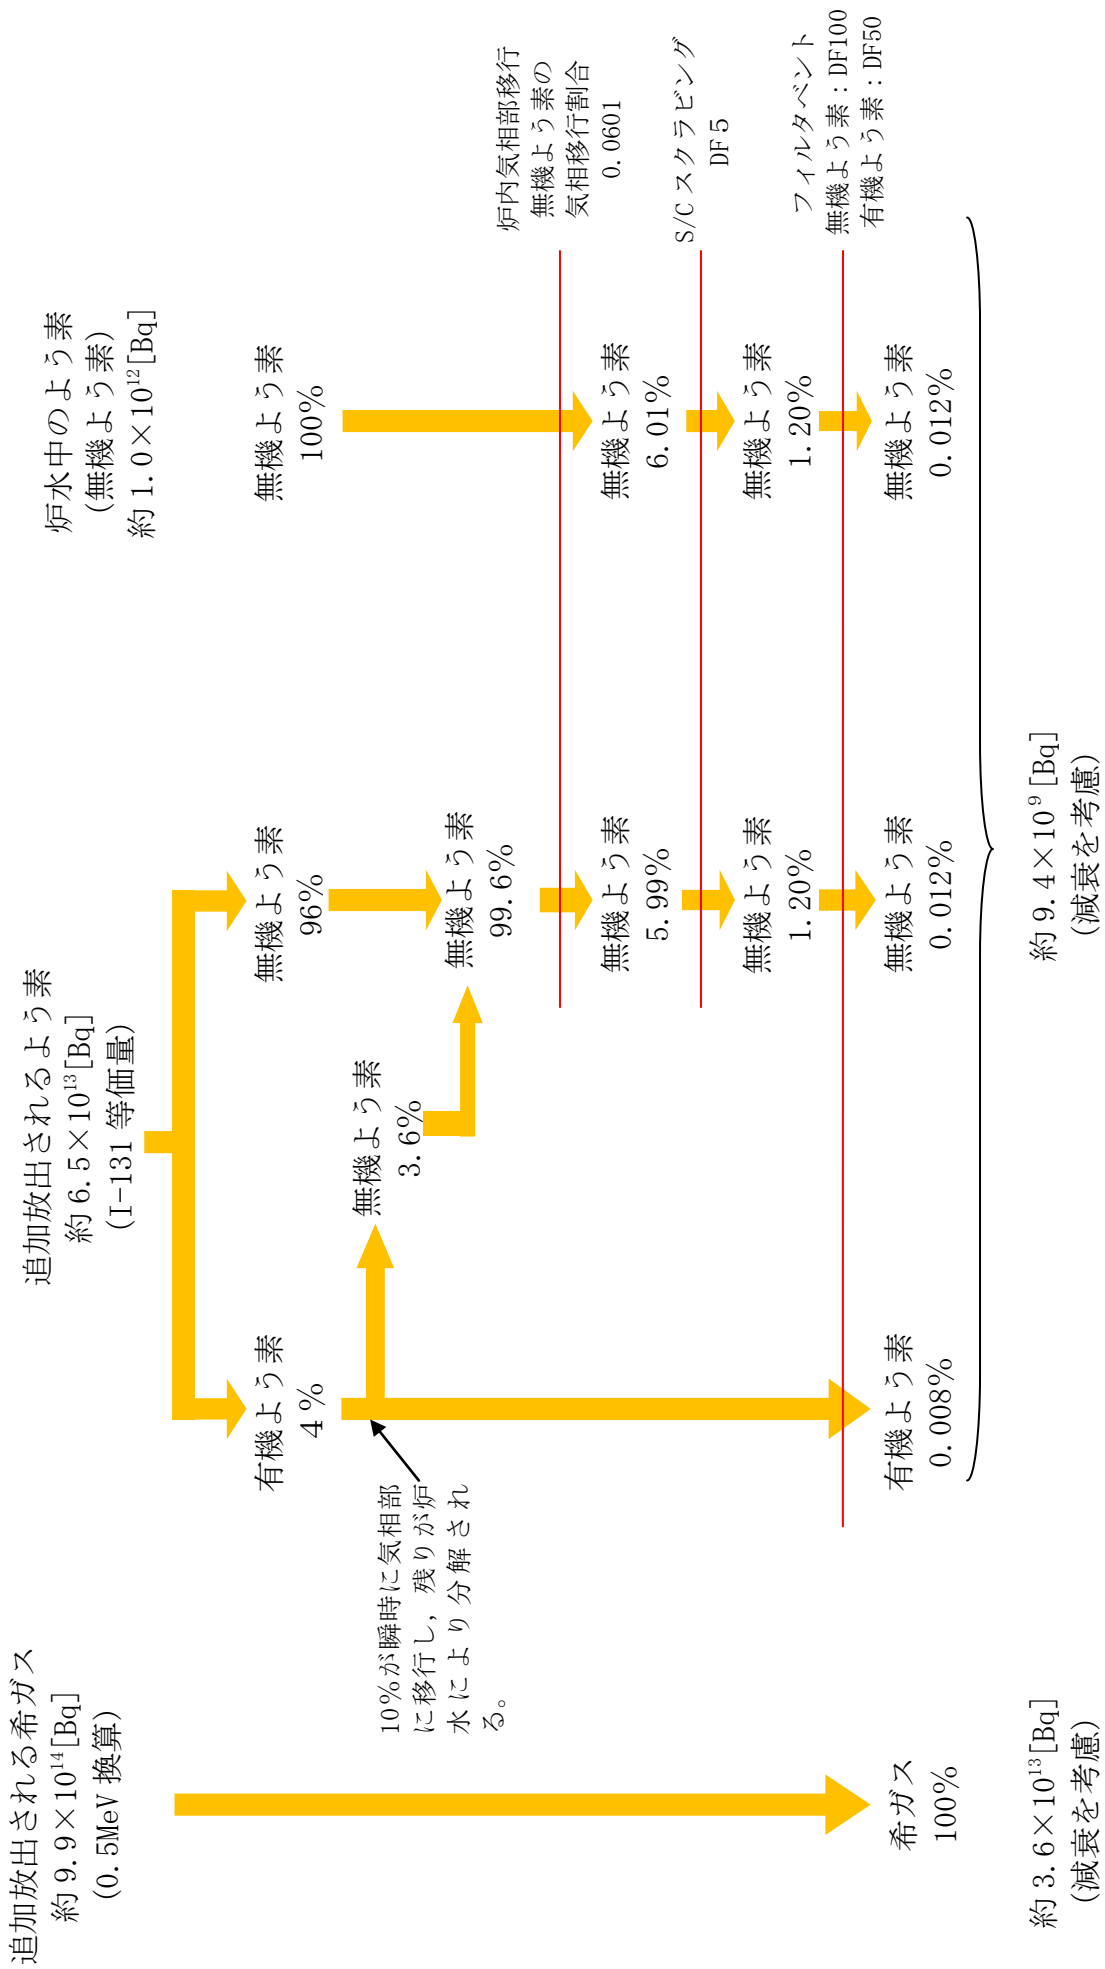 追加放出される希ガス
約 9.9×10¹⁴[Bq]
(0.5MeV 換算)
追加放出されるよう素
約 6.5×10¹³[Bq]
(I-131 等価量)
炉水中のよう素
(無機よう素)
約 1.0×10¹²[Bq]
有機よう素
4%
無機よう素
96%
無機よう素
100%
10%が瞬時に気相部
に移行し，残りが炉
水により分解され
る。
無機よう素
3.6%
無機よう素
99.6%
炉内気相部移行
無機よう素の
気相移行割合
0.0601
無機よう素
5.99%
無機よう素
6.01%
S/C スクラビング
DF5
無機よう素
1.20%
無機よう素
1.20%
フィルタベント
無機よう素：DF100
有機よう素：DF50
希ガス
100%
有機よう素
0.008%
無機よう素
0.012%
無機よう素
0.012%
約 3.6×10¹³[Bq]
(減衰を考慮)
約 9.4×10⁹[Bq]
(減衰を考慮)